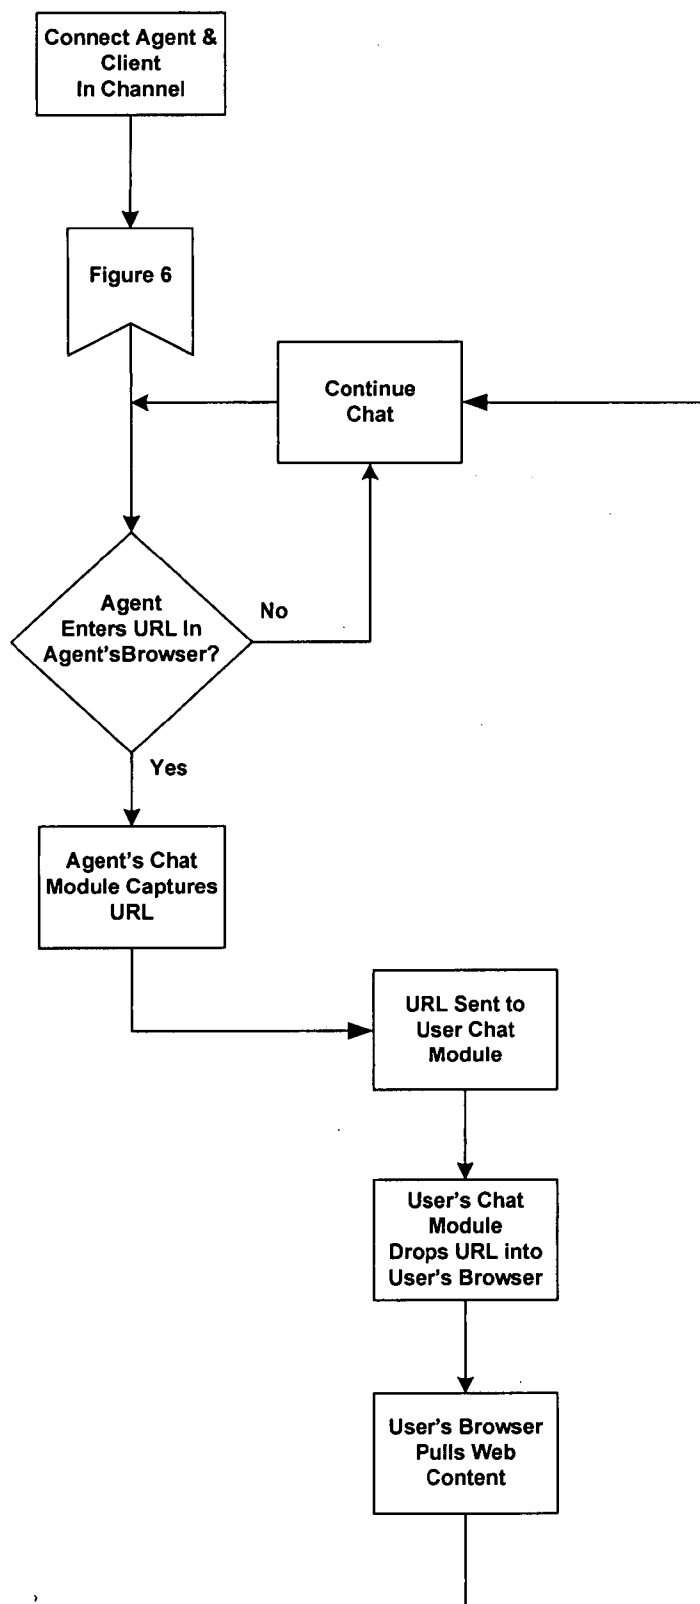 Connect Agent &
Client
In Channel
Figure 6
Continue
Chat
Agent
Enters URL In
Agent'sBrowser?
No
Yes
Agent's Chat
Module Captures
URL
URL Sent to
User Chat
Module
User's Chat
Module
Drops URL into
User's Browser
User's Browser
Pulls Web
Content